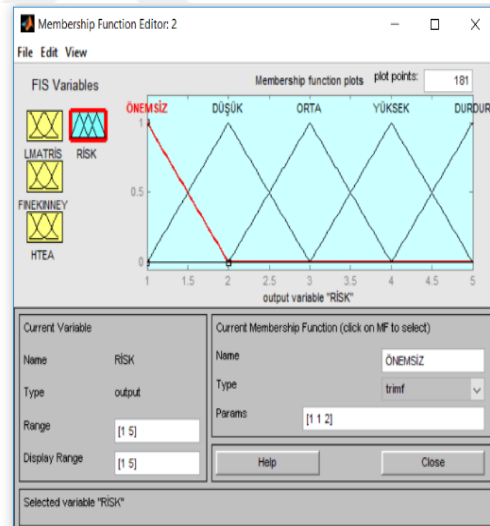 Membership Function Editor: 2
File Edit View
FIS Variables
Membership function plots
plot points:
181
ÖNEMSİZ DÜŞÜK ORTA YÜKSEK DURDUR
LMATRİS
RİSK
FINEKINNEY
HTEA
1
0.5
0
1 1.5 2 2.5 3 3.5 4 4.5 5
output variable "RİSK"
Current Variable
Name RİSK
Type output
Range [1 5]
Display Range [1 5]
Current Membership Function (click on MF to select)
Name ÖNEMSİZ
Type trimf
Params [1 1 2]
Help Close
Selected variable "RİSK"